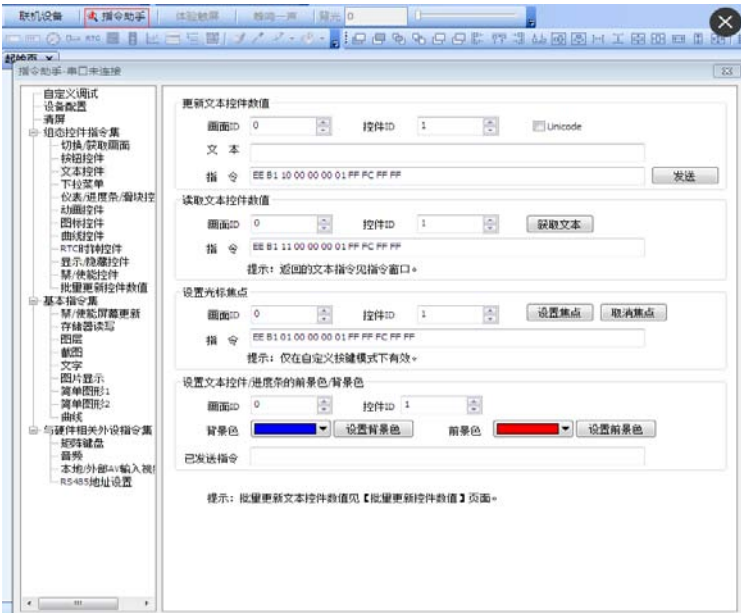 联机设备 指令助手 体验触屏 蜂鸣一声 背光 0
起始页 ×
指令助手-串口未连接
自定义调试
设备配置
清屏
组态控件指令集
切换/获取画面
按钮控件
文本控件
下拉菜单
仪表/进度条/滑块控
动画控件
图标控件
曲线控件
RTC时钟控件
显示/隐藏控件
禁/使能控件
批量更新控件数值
基本指令集
禁/使能屏幕更新
存储器读写
图层
截图
文字
图片显示
简单图形1
简单图形2
曲线
与硬件相关外设指令集
矩阵键盘
音频
本地/外部AV输入视
RS485地址设置
更新文本控件数值
画面ID 0 控件ID 1 Unicode
文 本
指 令 EE B1 10 00 00 00 01 FF FC FF FF 发送
读取文本控件数值
画面ID 0 控件ID 1 获取文本
指 令 EE B1 11 00 00 00 01 FF FC FF FF
提示：返回的文本指令见指令窗口。
设置光标焦点
画面ID 0 控件ID 1 设置焦点 取消焦点
指 令 EE B1 01 00 00 00 01 FF FF FC FF FF
提示：仅在自定义按键模式下有效。
设置文本控件/进度条的前景色/背景色
画面ID 0 控件ID 1
背景色 设置背景色 前景色 设置前景色
已发送指令
提示：批量更新文本控件数值见【批量更新控件数值】页面。